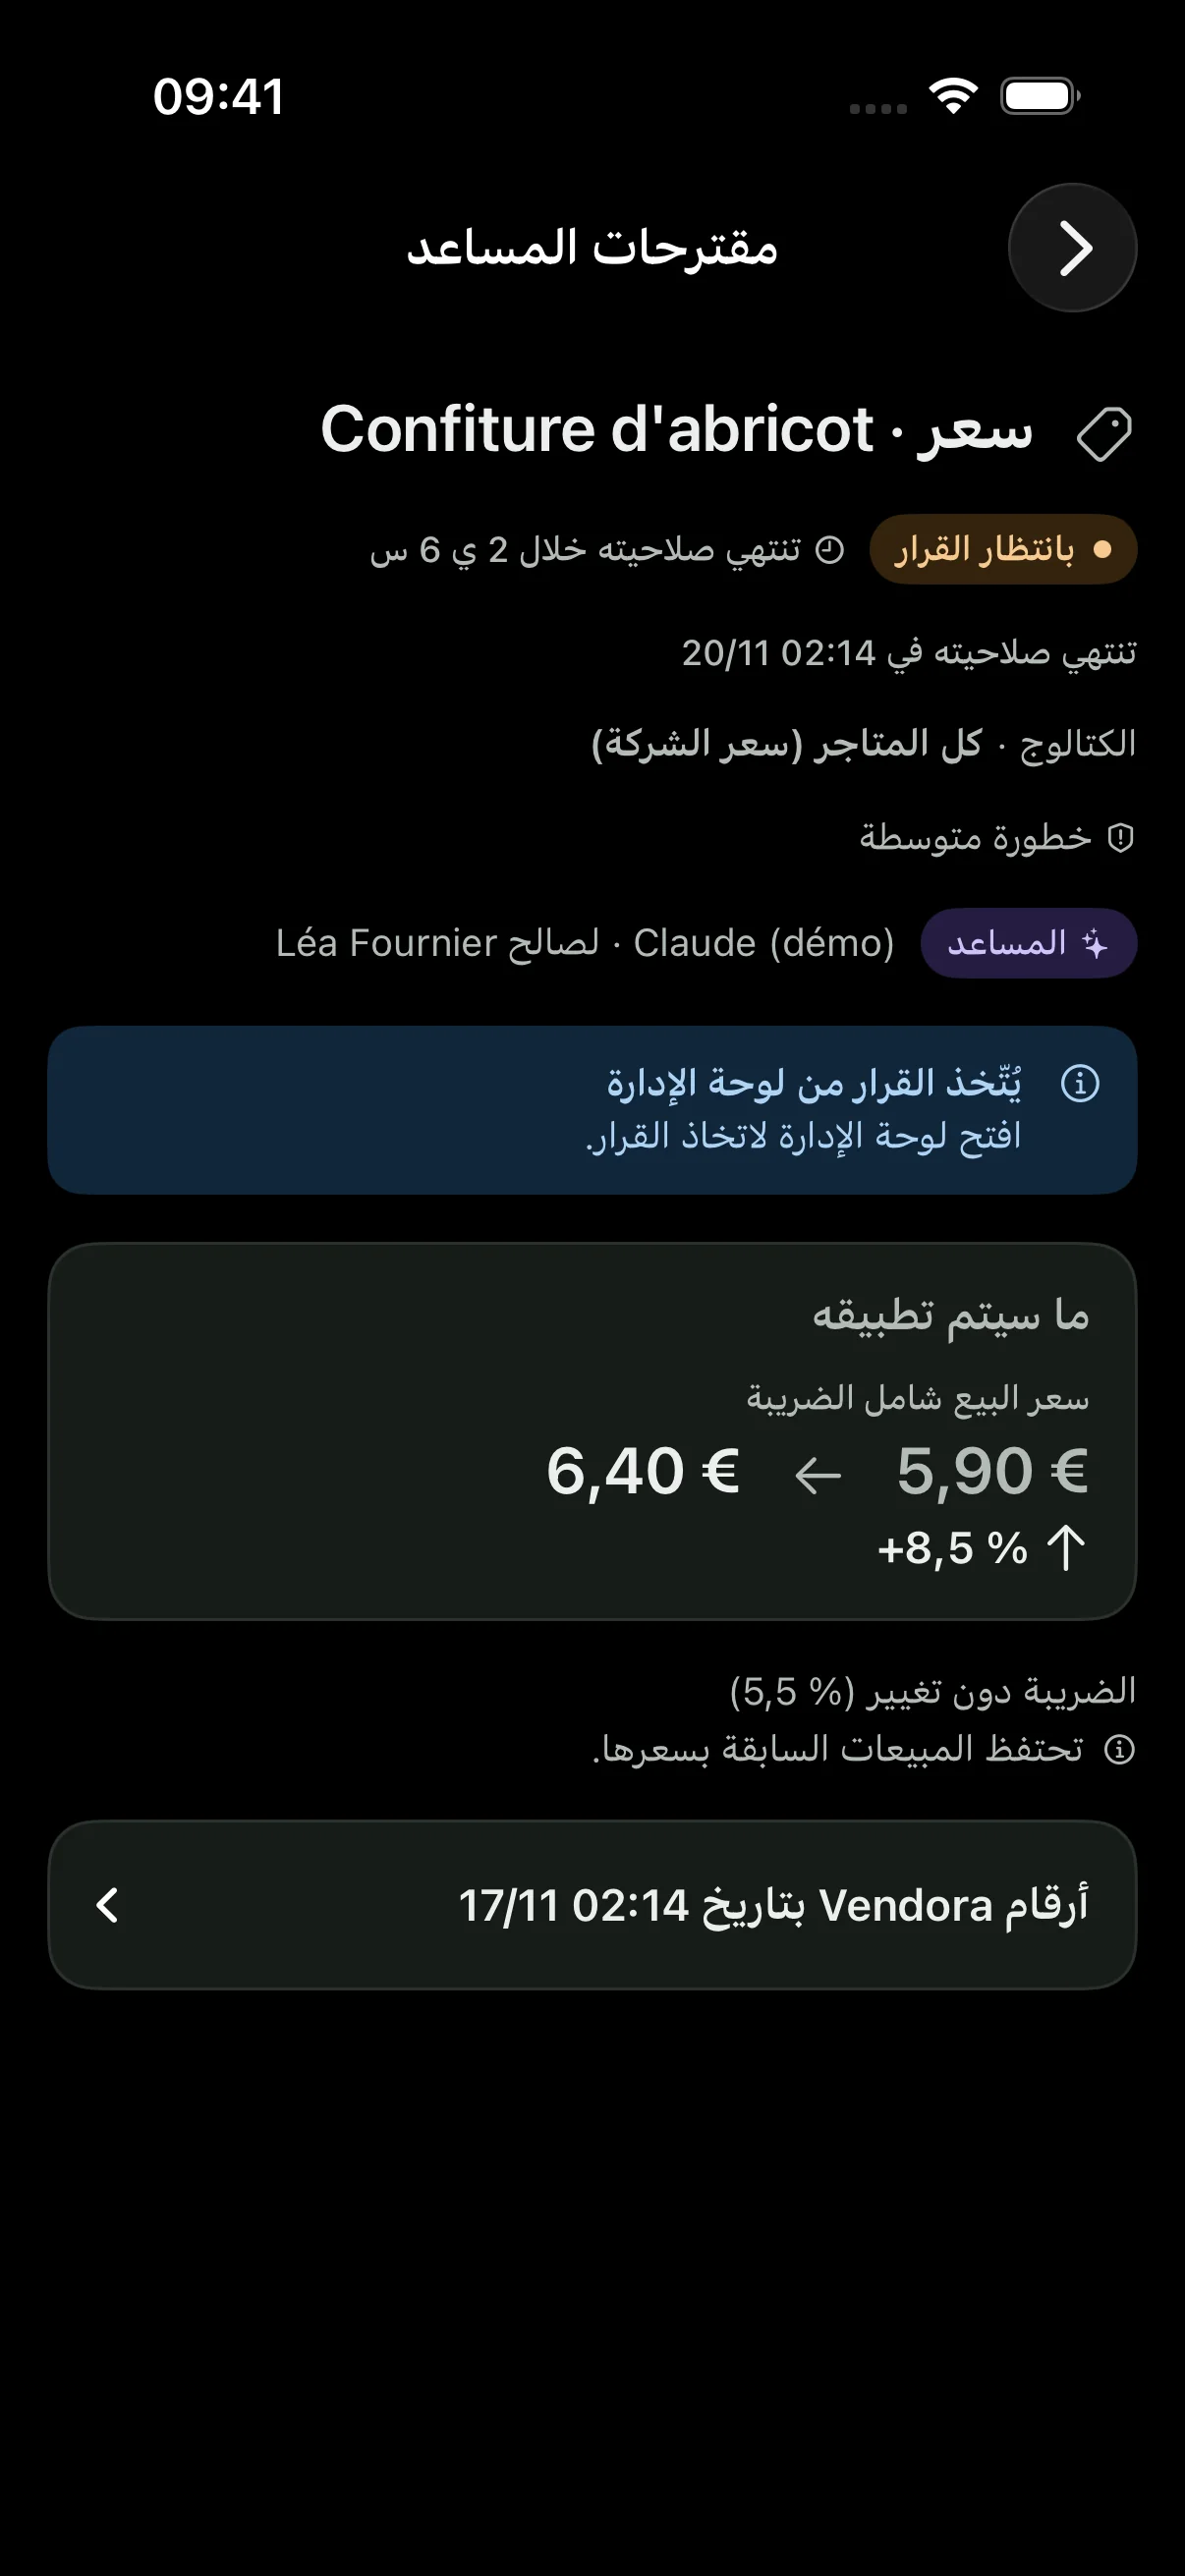 09:41
مقترحات المساعد
سعر · Confiture d'abricot
بانتظار القرار
تنتهي صلاحيته خلال 2 ي 6 س
تنتهي صلاحيته في 20/11 02:14
الكتالوج · كل المتاجر (سعر الشركة)
خطورة متوسطة
المساعد
Claude (démo) · لصالح Léa Fournier
يُتّخذ القرار من لوحة الإدارة
افتح لوحة الإدارة لاتخاذ القرار.
ما سيتم تطبيقه
سعر البيع شامل الضريبة
5,90 € ← 6,40 €
↑ +8,5 %
الضريبة دون تغيير (5,5 %)
تحتفظ المبيعات السابقة بسعرها.
أرقام Vendora بتاريخ 17/11 02:14